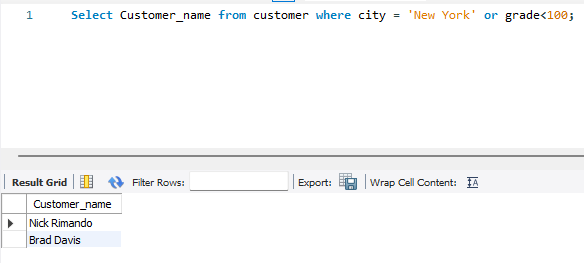 1 Select Customer_name from customer where city = 'New York' or grade<100;
Result Grid Filter Rows: Export: Wrap Cell Content:
Customer_name
Nick Rimando
Brad Davis